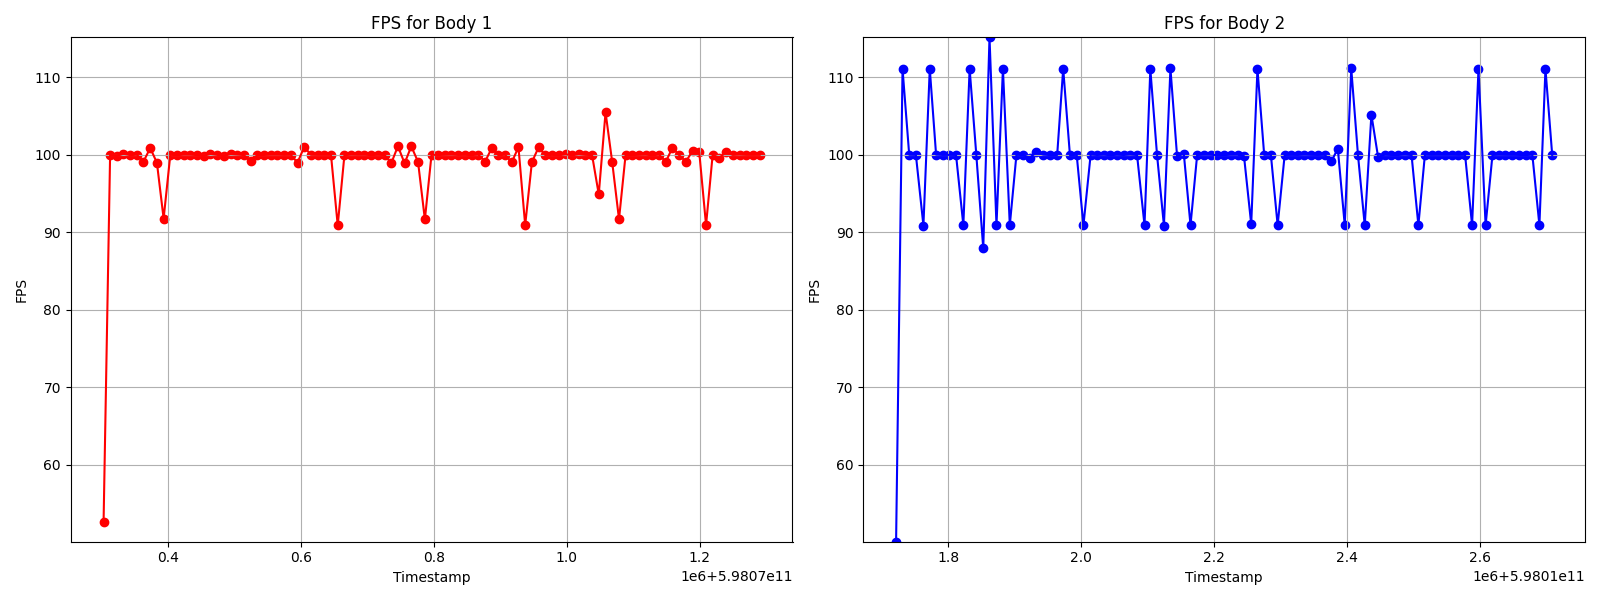 FPS for Body 1
FPS
110
100
90
80
70
60
0.4 0.6 0.8 1.0 1.2
Timestamp
1e6+5.9807e11
FPS for Body 2
FPS
110
100
90
80
70
60
1.8 2.0 2.2 2.4 2.6
Timestamp
1e6+5.9801e11